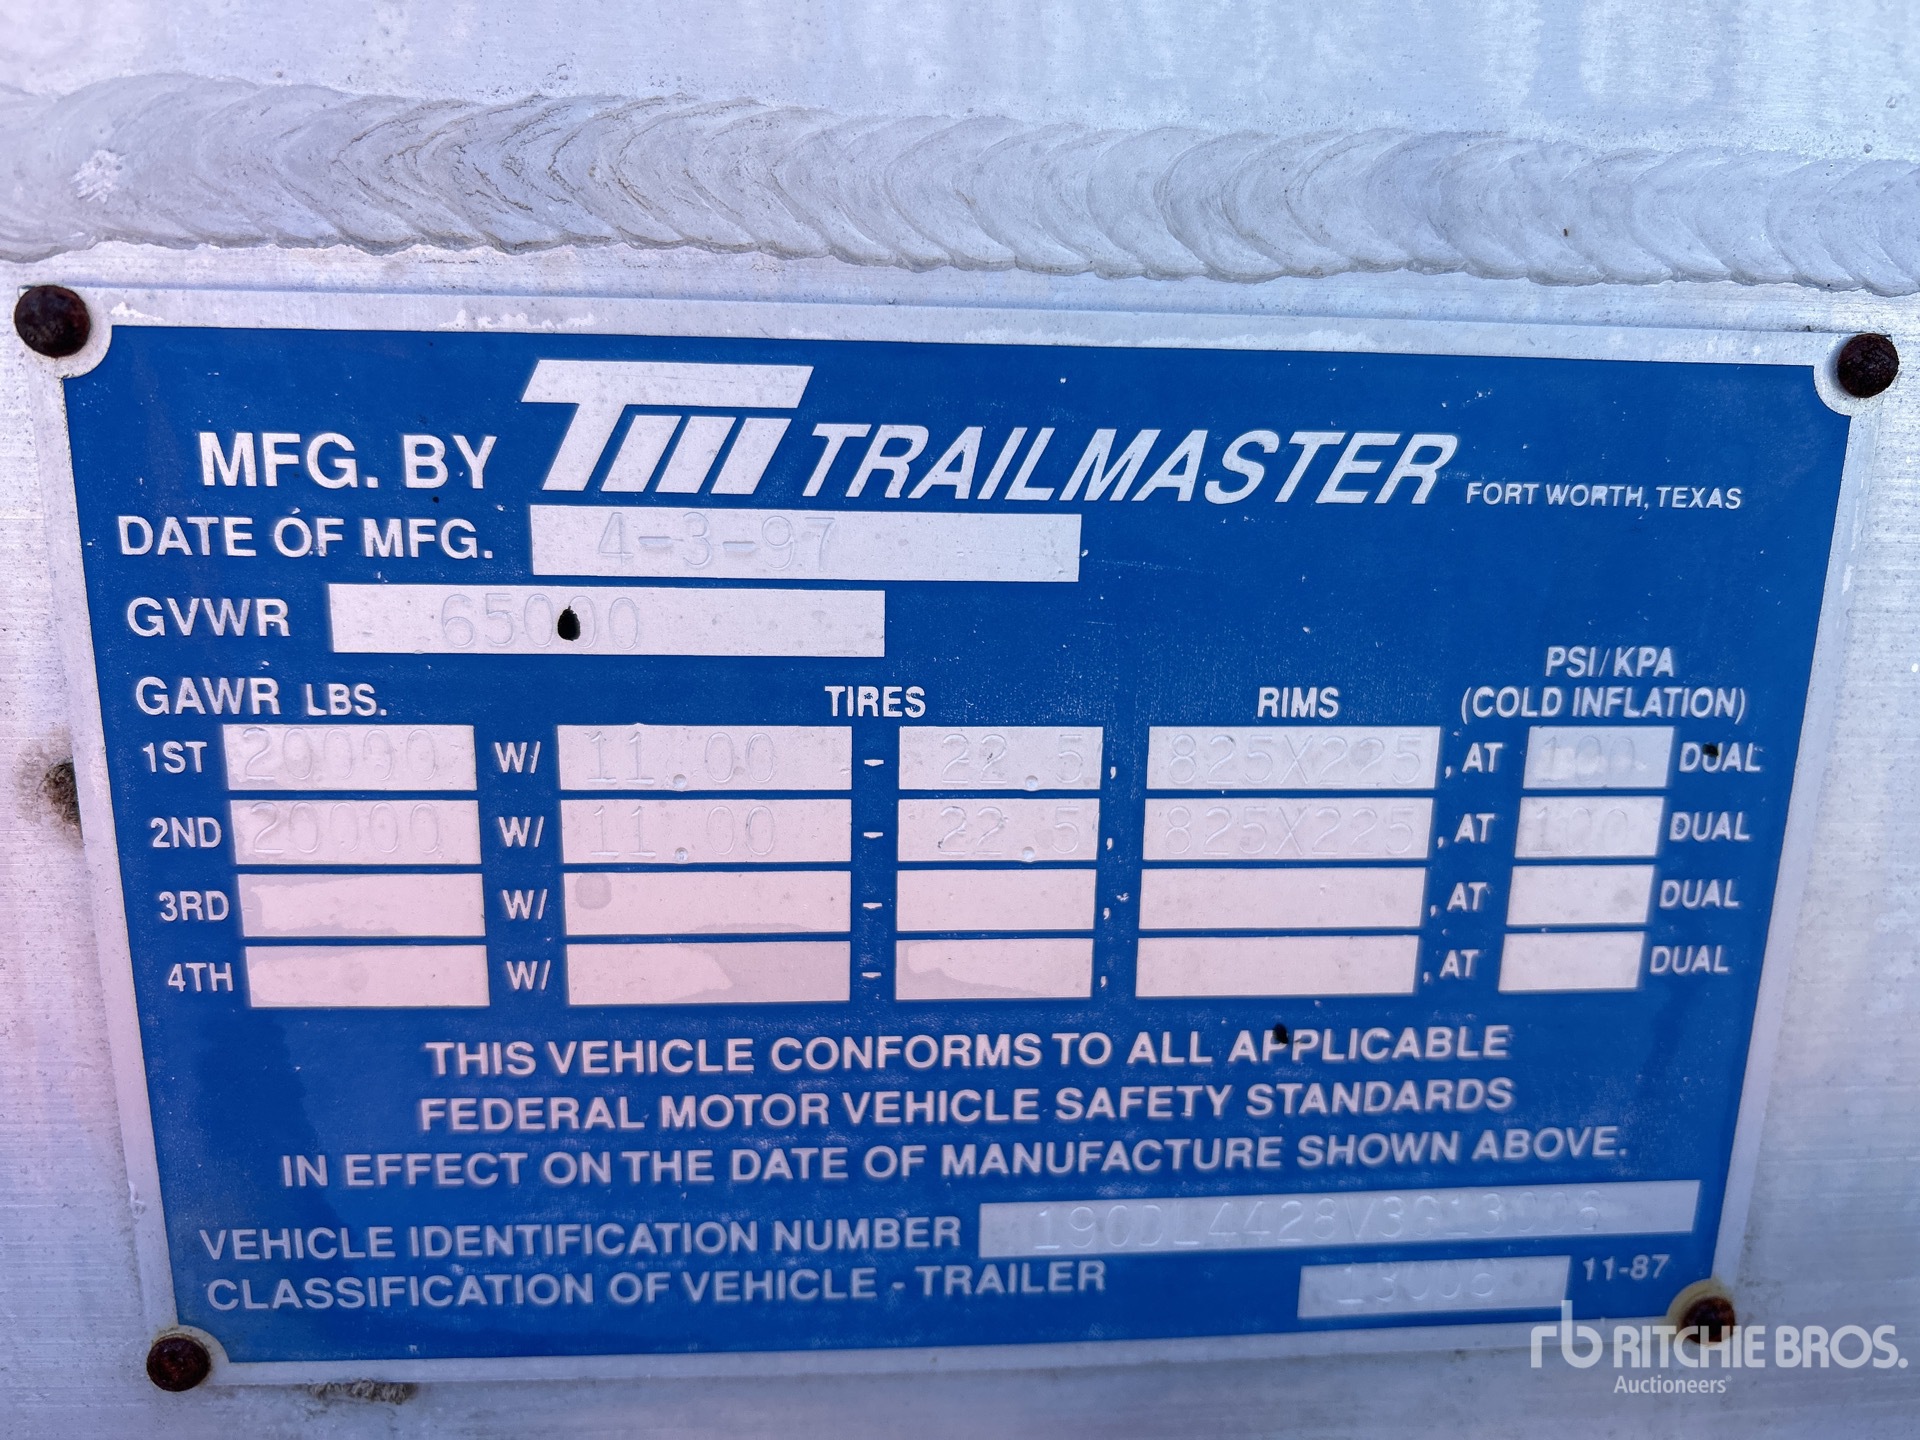 MFG. BY TM TRAILMASTER FORT WORTH, TEXAS
DATE OF MFG. 4-3-97
GVWR 65000
PSI/KPA
GAWR LBS. TIRES RIMS (COLD INFLATION)
1ST 20000 W/ 11.00 - 22.5, 825X225, AT 100 DUAL
2ND 20000 W/ 11.00 - 22.5, 825X225, AT 100 DUAL
3RD W/ - , , AT DUAL
4TH W/ - , , AT DUAL
THIS VEHICLE CONFORMS TO ALL APPLICABLE
FEDERAL MOTOR VEHICLE SAFETY STANDARDS
IN EFFECT ON THE DATE OF MANUFACTURE SHOWN ABOVE.
VEHICLE IDENTIFICATION NUMBER
CLASSIFICATION OF VEHICLE - TRAILER 11-87
rb RITCHIE BROS.
Auctioneers